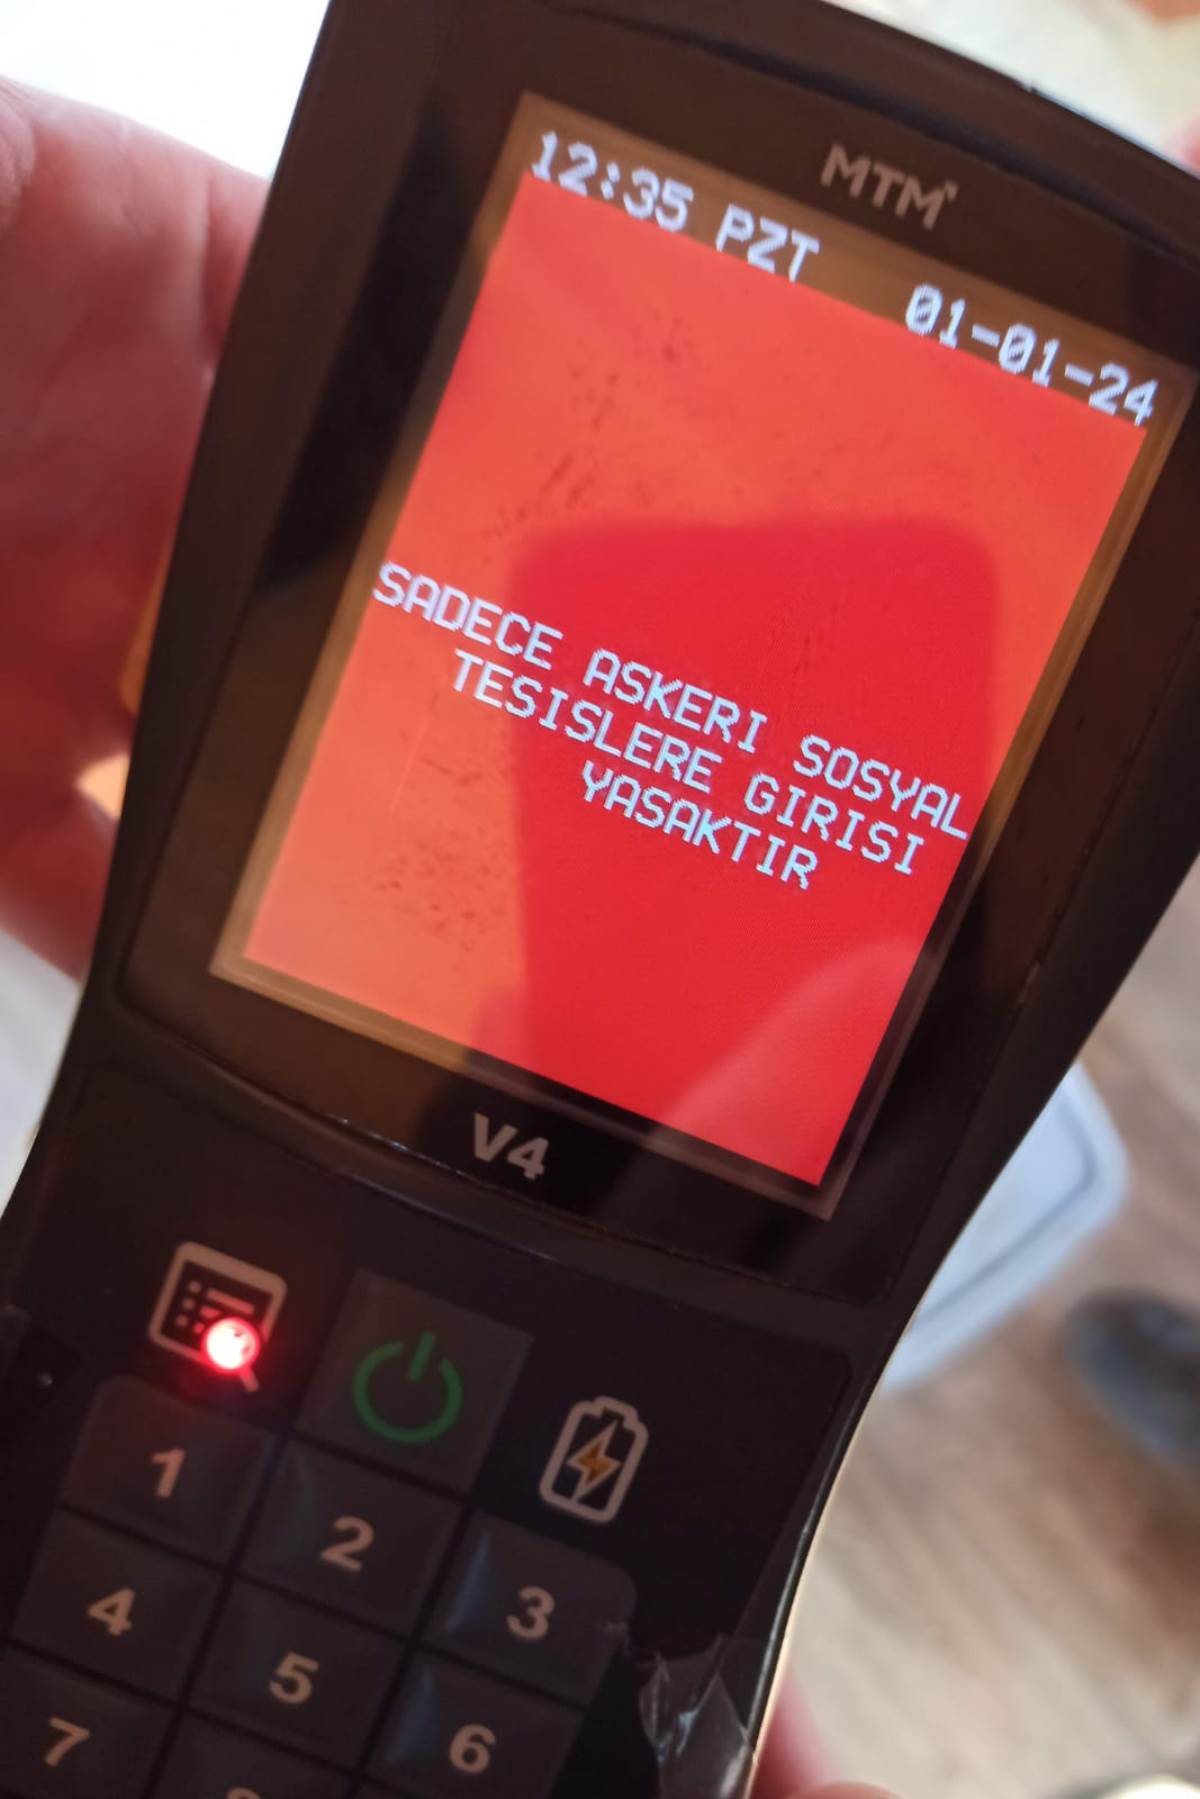 MTM
12:35 PZT 01-01-24
SADECE ASKERI SOSYAL
TESISLERE GIRISI
YASAKTIR
V4
1
2
3
4
5
6
7